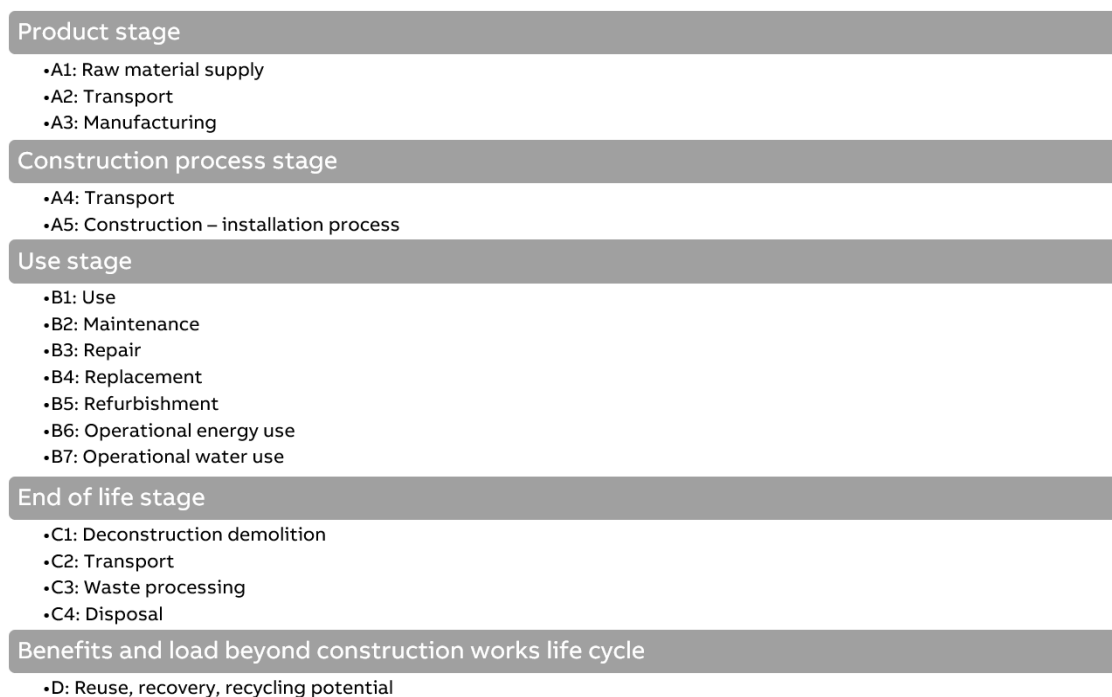 Product stage
•A1: Raw material supply
•A2: Transport
•A3: Manufacturing
Construction process stage
•A4: Transport
•A5: Construction – installation process
Use stage
•B1: Use
•B2: Maintenance
•B3: Repair
•B4: Replacement
•B5: Refurbishment
•B6: Operational energy use
•B7: Operational water use
End of life stage
•C1: Deconstruction demolition
•C2: Transport
•C3: Waste processing
•C4: Disposal
Benefits and load beyond construction works life cycle
•D: Reuse, recovery, recycling potential